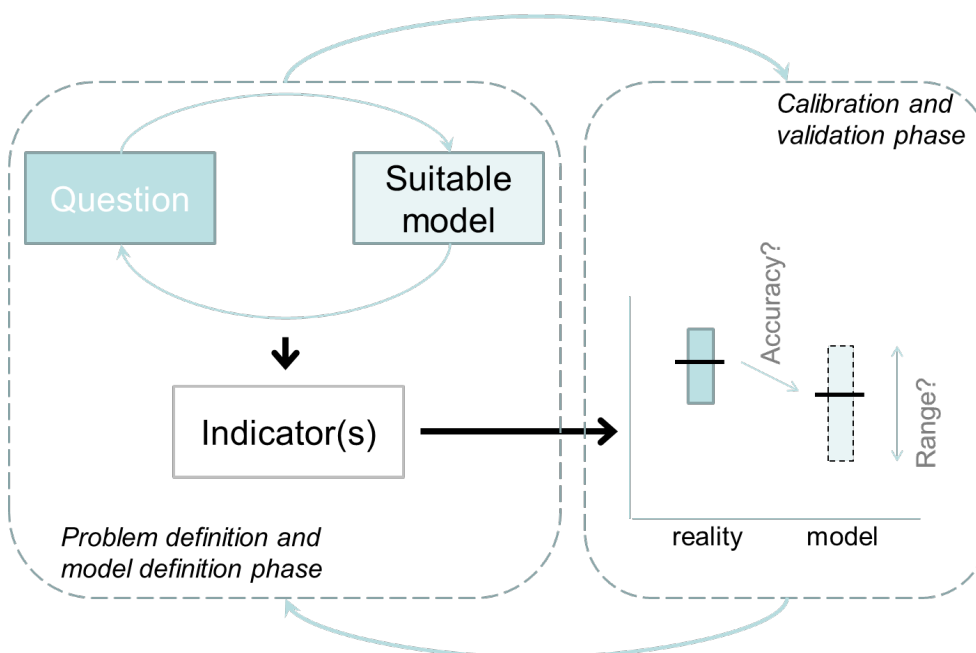 Calibration and
validation phase
Question
Suitable
model
Accuracy?
Range?
Indicator(s)
reality
model
Problem definition and
model definition phase